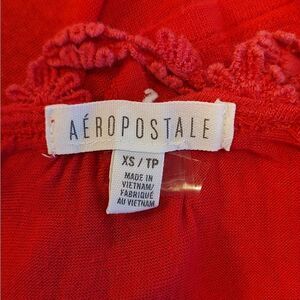 AÉROPOSTALE
XS / TP
MADE IN
VIETNAM/
FABRIQUÉ
AU VIETNAM